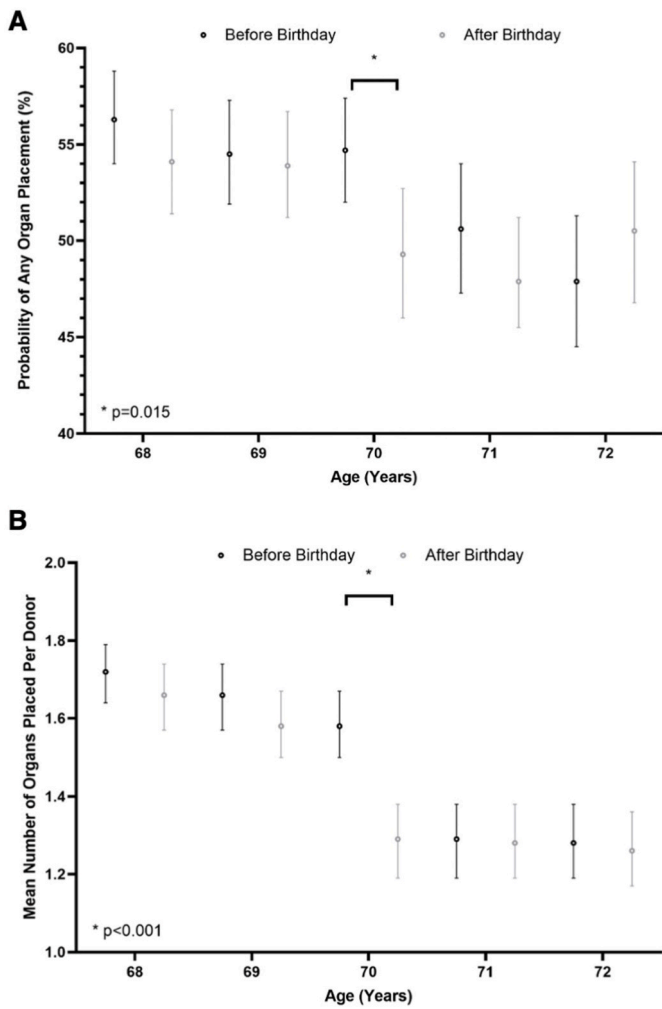 A
Before Birthday After Birthday
*
60
55
50
45
40
Probability of Any Organ Placement (%)
* p=0.015
68 69 70 71 72
Age (Years)
B
Before Birthday After Birthday
*
2.0
1.8
1.6
1.4
1.2
1.0
Mean Number of Organs Placed Per Donor
* p<0.001
68 69 70 71 72
Age (Years)